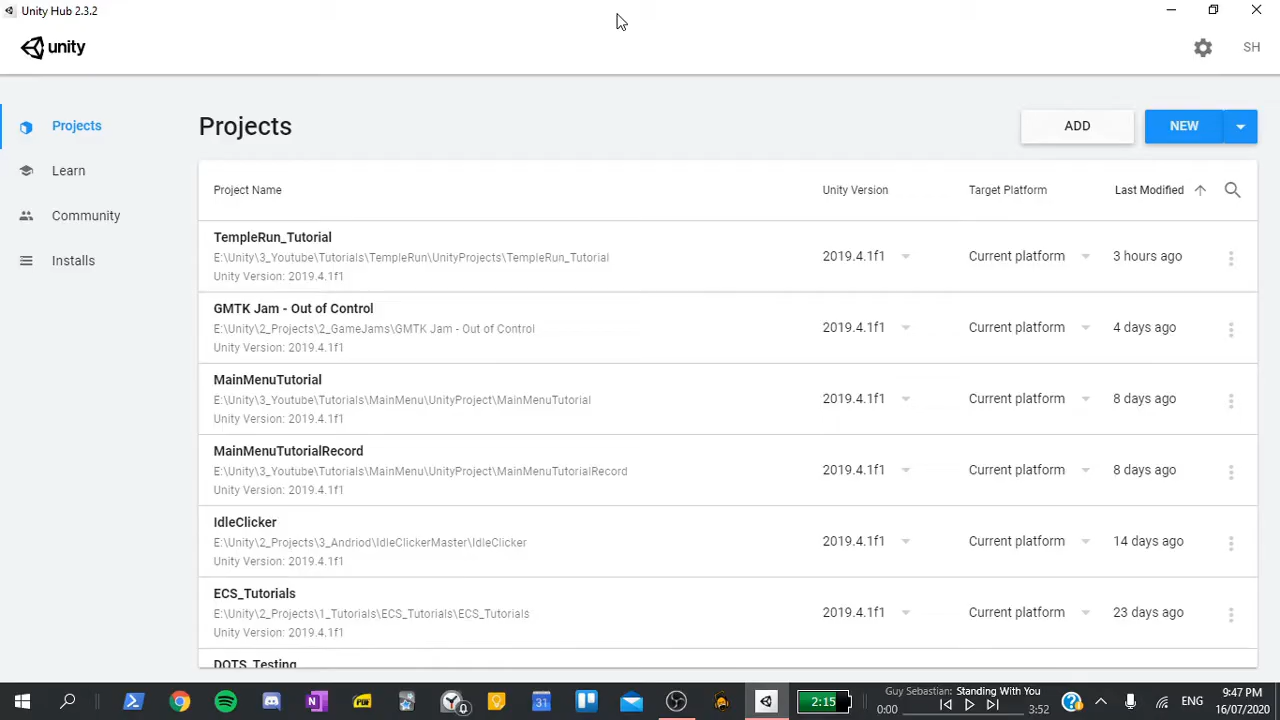 Unity Hub 2.3.2
unity
SH
Projects
Learn
Community
Installs
Projects
ADD
NEW
Project Name
Unity Version
Target Platform
Last Modified
TempleRun_Tutorial
E:\Unity\3_Youtube\Tutorials\TempleRun\UnityProjects\TempleRun_Tutorial
Unity Version: 2019.4.1f1
2019.4.1f1
Current platform
3 hours ago
GMTK Jam - Out of Control
E:\Unity\2_Projects\2_GameJams\GMTK Jam - Out of Control
Unity Version: 2019.4.1f1
2019.4.1f1
Current platform
4 days ago
MainMenuTutorial
E:\Unity\3_Youtube\Tutorials\MainMenu\UnityProject\MainMenuTutorial
Unity Version: 2019.4.1f1
2019.4.1f1
Current platform
8 days ago
MainMenuTutorialRecord
E:\Unity\3_Youtube\Tutorials\MainMenu\UnityProject\MainMenuTutorialRecord
Unity Version: 2019.4.1f1
2019.4.1f1
Current platform
8 days ago
IdleClicker
E:\Unity\2_Projects\3_Andriod\IdleClickerMaster\IdleClicker
Unity Version: 2019.4.1f1
2019.4.1f1
Current platform
14 days ago
ECS_Tutorials
E:\Unity\2_Projects\1_Tutorials\ECS_Tutorials\ECS_Tutorials
Unity Version: 2019.4.1f1
2019.4.1f1
Current platform
23 days ago
DOTS_Testing
2:15
Guy Sebastian: Standing With You
0:00
3:52
ENG
9:47 PM
16/07/2020